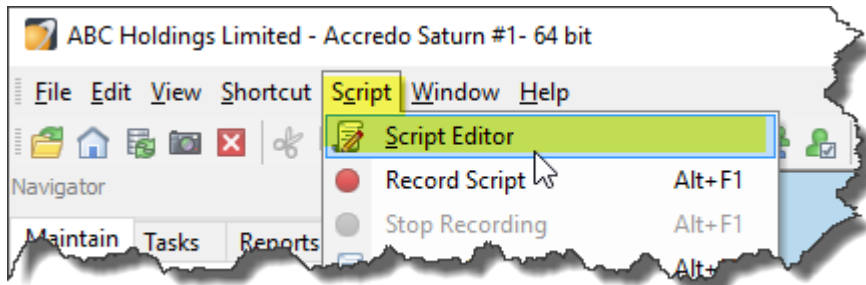 ABC Holdings Limited - Accredo Saturn #1- 64 bit
File Edit View Shortcut Script Window Help
Script Editor
Navigator
Record Script Alt+F1
Maintain Tasks Reports
Stop Recording Alt+F1
Alt+